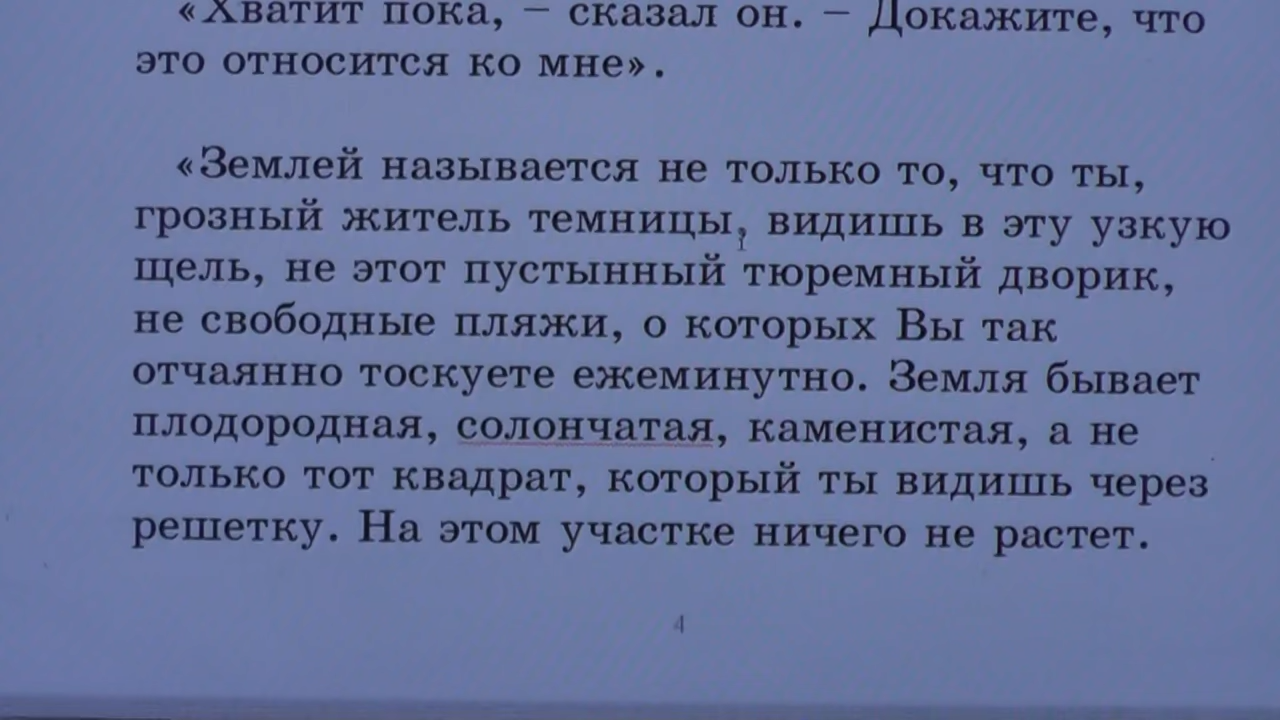 «Хватит пока, – сказал он. – Докажите, что
это относится ко мне».
«Землей называется не только то, что ты,
грозный житель темницы, видишь в эту узкую
щель, не этот пустынный тюремный дворик,
не свободные пляжи, о которых Вы так
отчаянно тоскуете ежеминутно. Земля бывает
плодородная, солончатая, каменистая, а не
только тот квадрат, который ты видишь через
решетку. На этом участке ничего не растет.
4